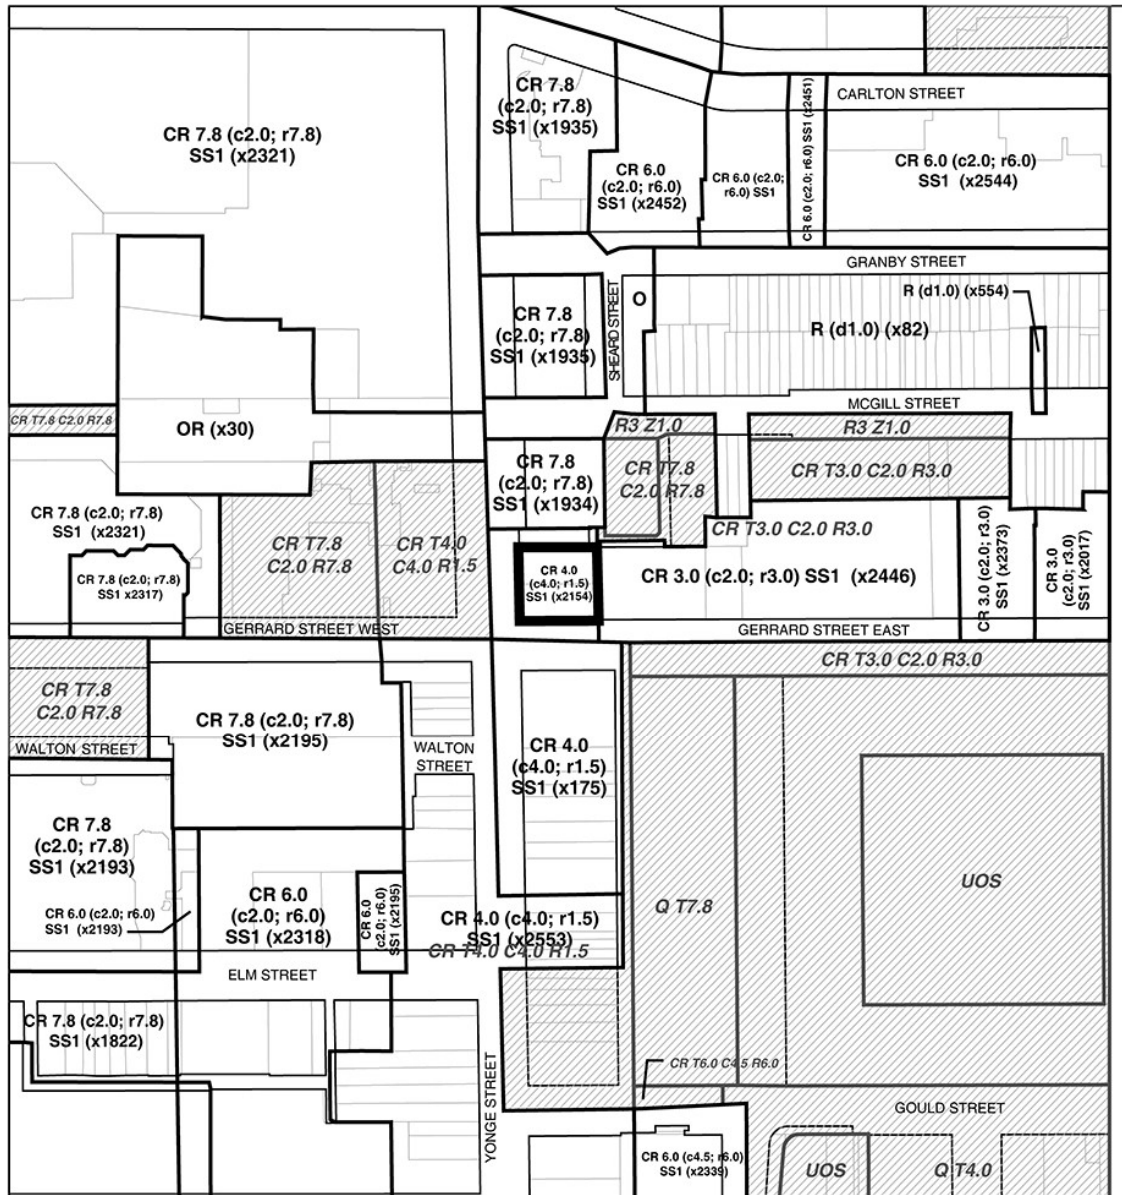 CARLTON STREET
CR 7.8
(c2.0; r7.8)
SS1 (x1935)
CR 6.0 (c2.0; r6.0) SS1 (x2451)
CR 7.8 (c2.0; r7.8)
SS1 (x2321)
CR 6.0
(c2.0; r6.0)
SS1 (x2452)
CR 6.0 (c2.0;
r6.0) SS1
CR 6.0 (c2.0; r6.0)
SS1 (x2544)
GRANBY STREET
R (d1.0) (x554)
SHEARD STREET
O
CR 7.8
(c2.0; r7.8)
SS1 (x1935)
R (d1.0) (x82)
MCGILL STREET
CR T7.8 C2.0 R7.8
OR (x30)
R3 Z1.0
R3 Z1.0
CR 7.8
(c2.0; r7.8)
SS1 (x1934)
CR T7.8
C2.0 R7.8
CR T3.0 C2.0 R3.0
CR 7.8 (c2.0; r7.8)
SS1 (x2321)
CR T7.8
C2.0 R7.8
CR T4.0
C4.0 R1.5
CR T3.0 C2.0 R3.0
CR 7.8 (c2.0; r7.8)
SS1 x2317)
CR 4.0
(c4.0; r1.5)
SS1 (x2154)
CR 3.0 (c2.0; r3.0) SS1 (x2446)
CR 3.0 (c2.0; r3.0)
SS1 (x2373)
CR 3.0
(c2.0; r3.0)
SS1 (x2017)
GERRARD STREET WEST
GERRARD STREET EAST
CR T3.0 C2.0 R3.0
CR T7.8
C2.0 R7.8
WALTON STREET
CR 7.8 (c2.0; r7.8)
SS1 (x2195)
WALTON
STREET
CR 4.0
(c4.0; r1.5)
SS1 (x175)
CR 7.8
(c2.0; r7.8)
SS1 (x2193)
CR 6.0 (c2.0; r6.0)
SS1 (x2193)
CR 6.0
(c2.0; r6.0)
SS1 (x2318)
CR 6.0
(c2.0; r6.0)
SS1 (x2195)
CR 4.0 (c4.0; r1.5)
SS1 (x2553)
CR T4.0 C4.0 R1.5
Q T7.8
UOS
ELM STREET
CR 7.8 (c2.0; r7.8)
SS1 (x1822)
YONGE STREET
CR T6.0 C4.5 R6.0
GOULD STREET
CR 6.0 (c4.5; r6.0)
SS1 (x2339)
UOS
Q T4.0